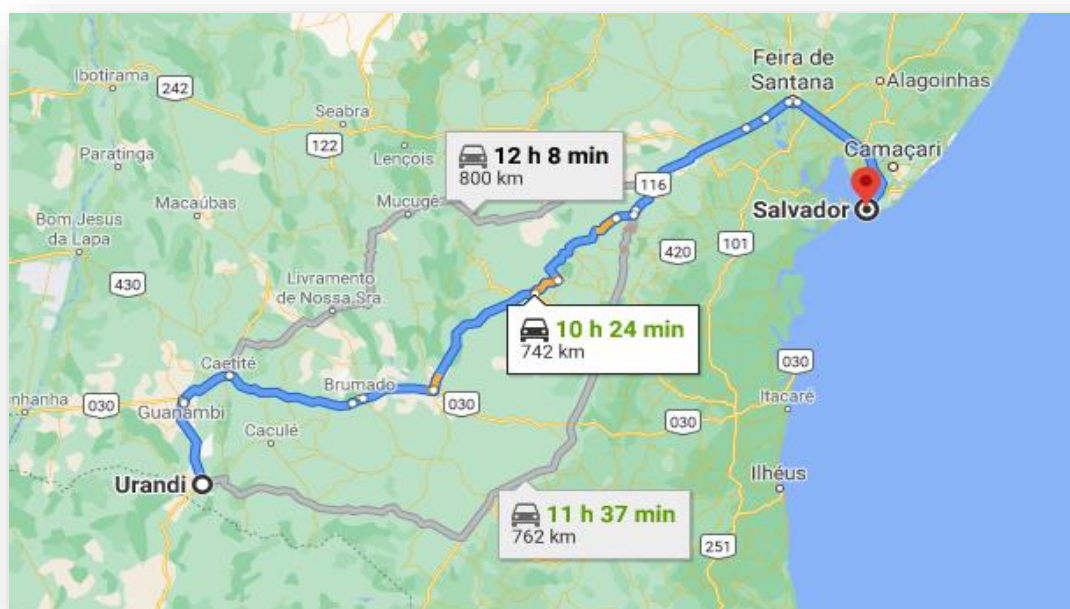 Feira de
Santana
Alagoinhas
Ibotirama
242
Seabra
122
Lençóis
12 h 8 min
800 km
Camaçari
Paratinga
116
Mucugê
Macaúbas
Salvador
Bom Jesus
da Lapa
101
420
430
Livramento
de Nossa Sra.
10 h 24 min
742 km
Caetité
030
Brumado
nhanha
030
Guanambi
030
030
Itacaré
Caculé
Urandi
Ilhéus
11 h 37 min
762 km
251